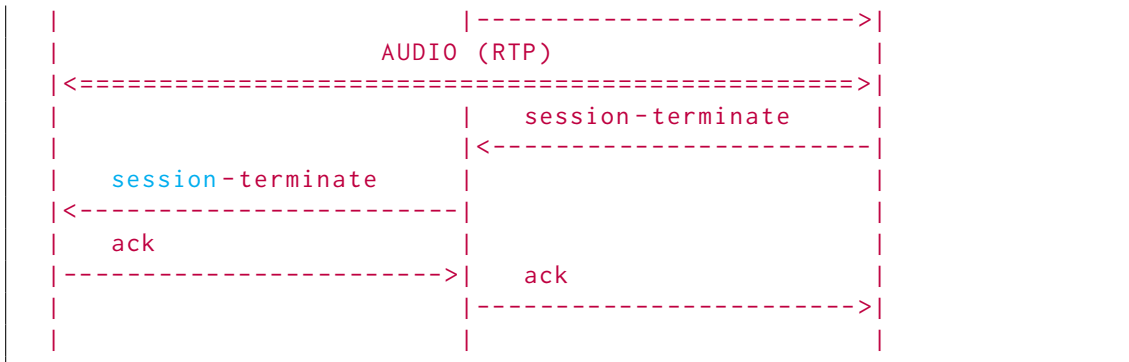 |                         |------------------------>|
|                    AUDIO (RTP)                    |
|<=================================================>|
|                         |   session-terminate     |
|                         |<------------------------|
|   session-terminate     |                         |
|<------------------------|                         |
|   ack                   |                         |
|------------------------>|   ack                   |
|                         |------------------------>|
|                         |                         |